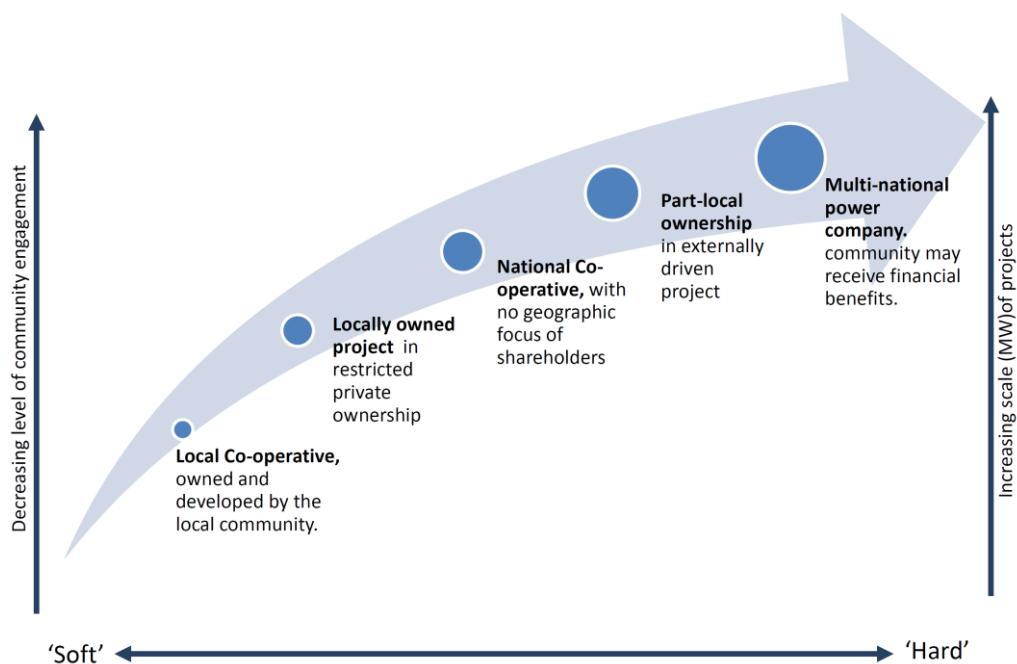 Decreasing level of community engagement
Local Co-operative,
owned and
developed by the
local community.
Locally owned
project in
restricted
private
ownership
National Co-
operative, with
no geographic
focus of
shareholders
Part-local
ownership
in externally
driven
project
Multi-national
power
company.
community may
receive financial
benefits.
Increasing scale (MW)of projects
‘Soft’
‘Hard’